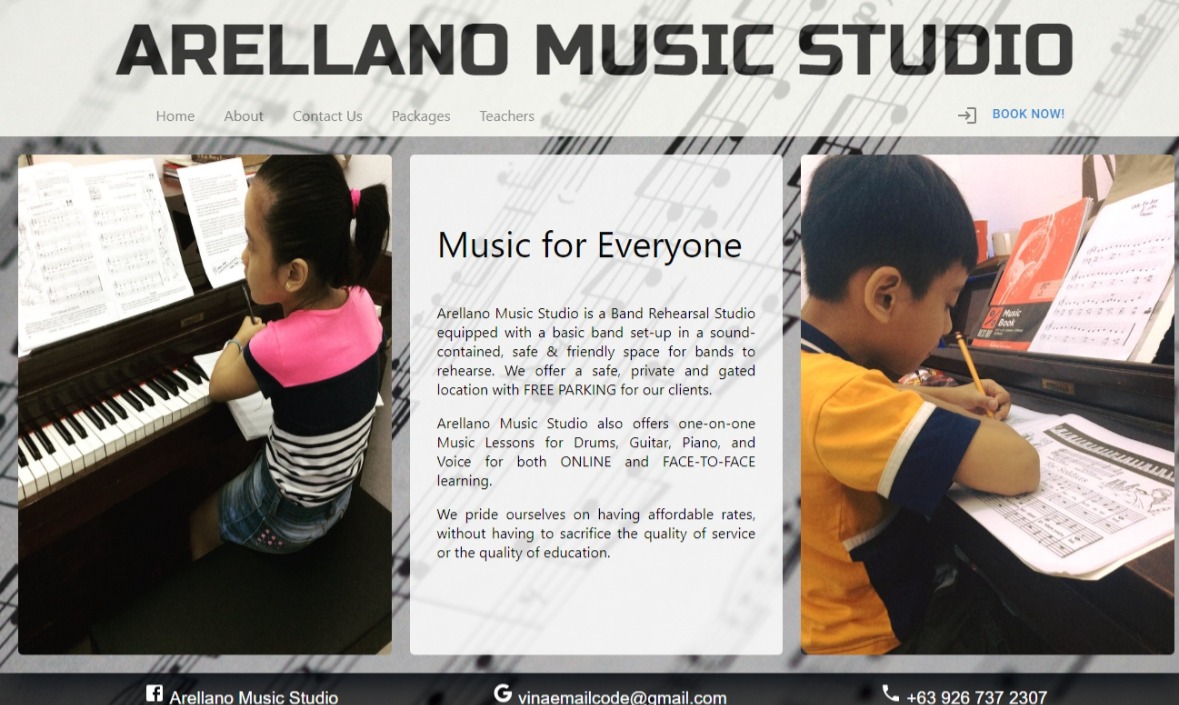 ARELLANO MUSIC STUDIO
Home About Contact Us Packages Teachers BOOK NOW!
Music for Everyone
Arellano Music Studio is a Band Rehearsal Studio
equipped with a basic band set-up in a sound-
contained, safe & friendly space for bands to
rehearse. We offer a safe, private and gated
location with FREE PARKING for our clients.
Arellano Music Studio also offers one-on-one
Music Lessons for Drums, Guitar, Piano, and
Voice for both ONLINE and FACE-TO-FACE
learning.
We pride ourselves on having affordable rates,
without having to sacrifice the quality of service
or the quality of education.
Music
Book
Arellano Music Studio
vinaemailcode@gmail.com
+63 926 737 2307